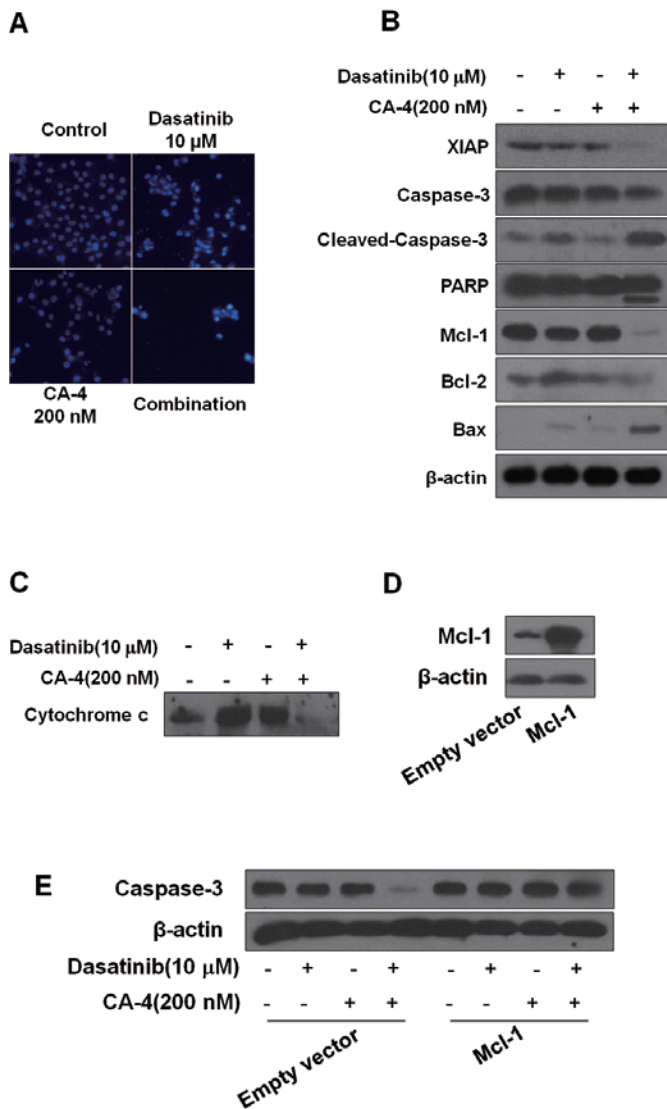 A
Control
Dasatinib
10 μM
CA-4
200 nM
Combination
B
Dasatinib(10 μM) - + - +
CA-4(200 nM) - - + +
XIAP
Caspase-3
Cleaved-Caspase-3
PARP
Mcl-1
Bcl-2
Bax
β-actin
C
Dasatinib(10 μM) - + - +
CA-4(200 nM) - - + +
Cytochrome c
D
Mcl-1
β-actin
Empty vector
Mcl-1
E
Caspase-3
β-actin
Dasatinib(10 μM) - + - + - + - +
CA-4(200 nM) - - + + - - + +
Empty vector
Mcl-1